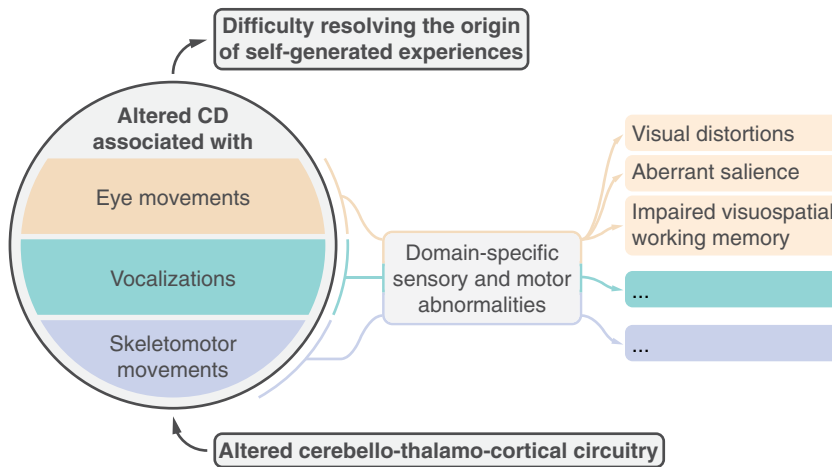 Difficulty resolving the origin
of self-generated experiences
Altered CD
associated with
Eye movements
Vocalizations
Skeletomotor
movements
Domain-specific
sensory and motor
abnormalities
Visual distortions
Aberrant salience
Impaired visuospatial
working memory
...
...
Altered cerebello-thalamo-cortical circuitry